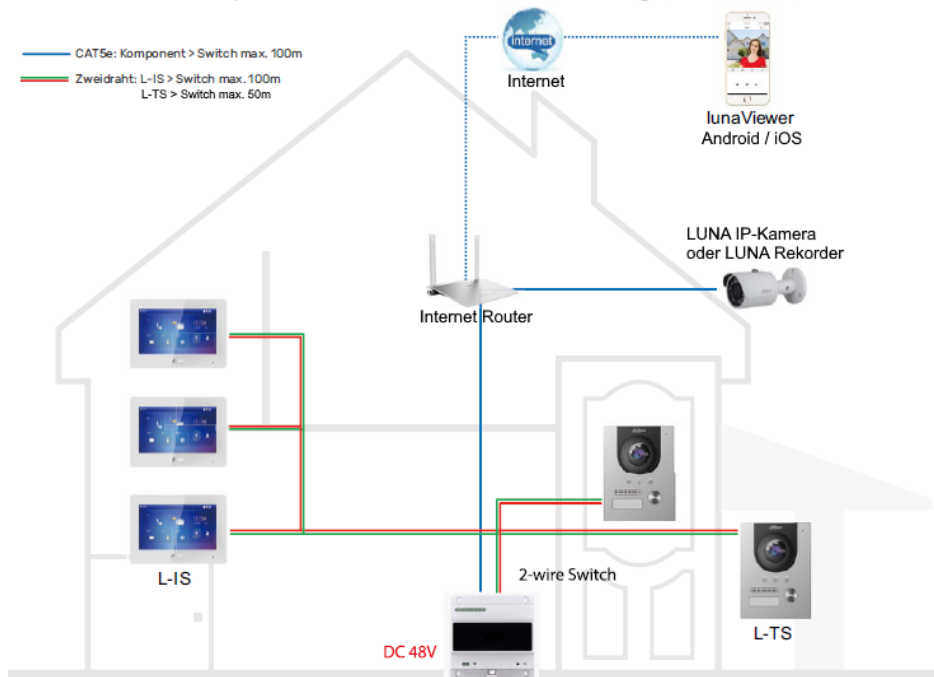 CAT5e: Komponent > Switch max. 100m
Zweidraht: L-IS > Switch max. 100m
L-TS > Switch max. 50m
internet
Internet
lunaViewer
Android / iOS
LUNA IP-Kamera
oder LUNA Rekorder
Internet Router
L-IS
2-wire Switch
DC 48V
alhua
L-TS